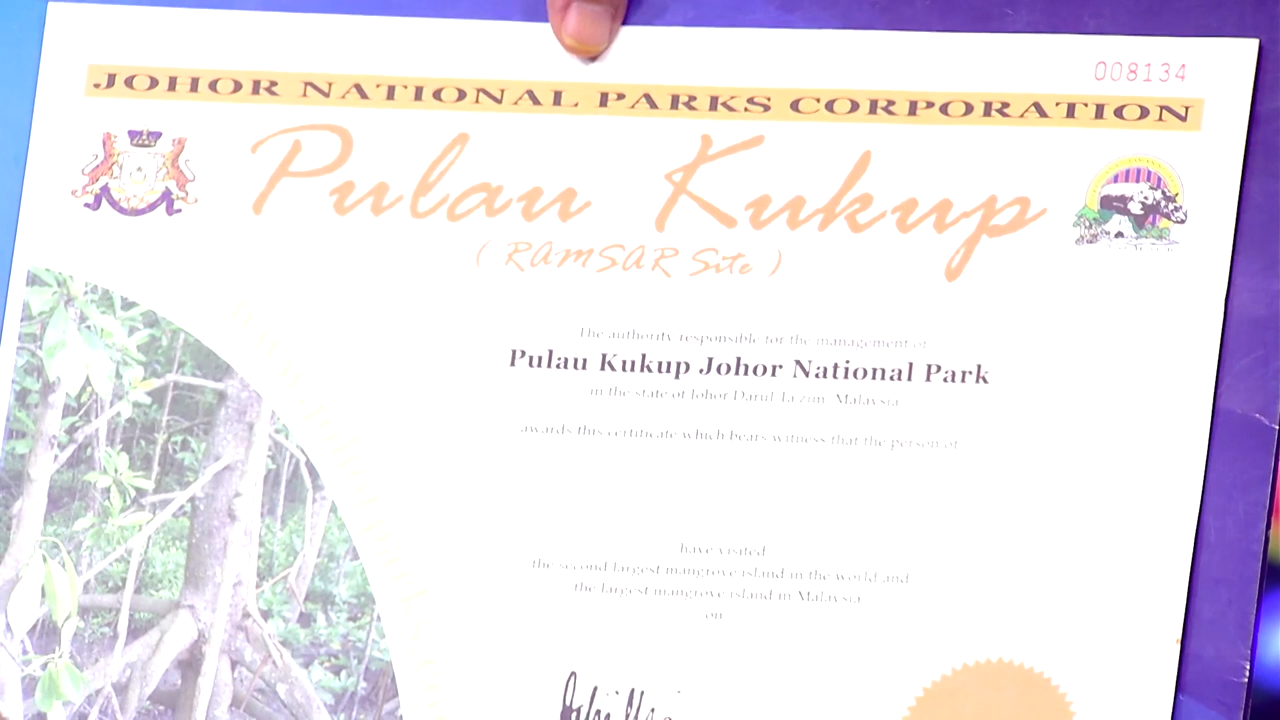 008134
JOHOR NATIONAL PARKS CORPORATION
Pulau Kukup
( RAMSAR Site )
The authority responsible for the management of
Pulau Kukup Johor National Park
in the state of Johor Darul Ta'zim, Malaysia
awards this certificate which bears witness that the person of
have visited
the second largest mangrove island in the world and
the largest mangrove island in Malaysia
on